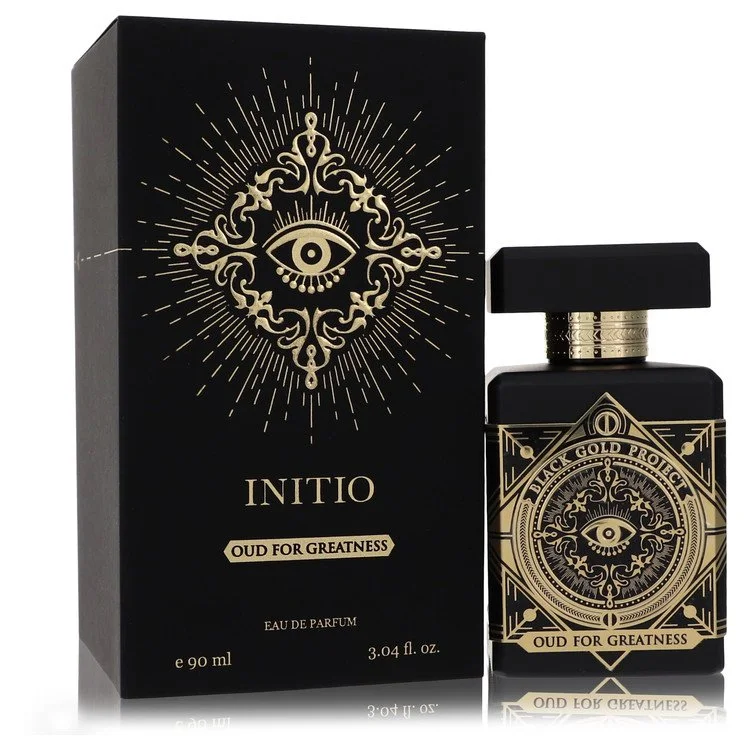 INITIO
OUD FOR GREATNESS
EAU DE PARFUM
e 90 ml
3.04 fl. oz.
BLACK GOLD PROJECT
OUD FOR GREATNESS